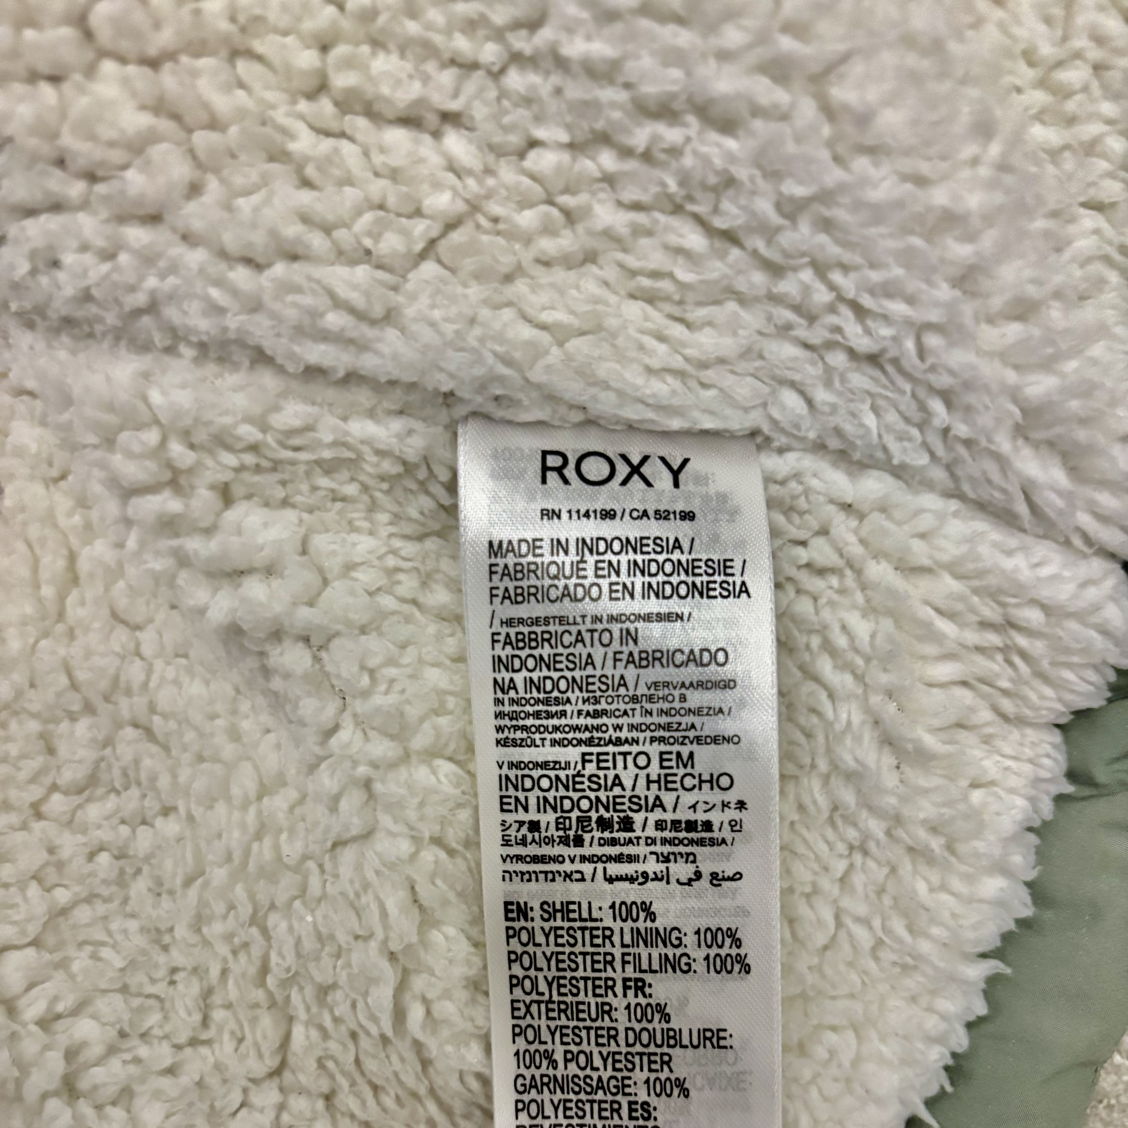 ROXY
RN 114199 / CA 52199
MADE IN INDONESIA /
FABRIQUÉ EN INDONESIE /
FABRICADO EN INDONESIA
/ HERGESTELLT IN INDONESIEN /
FABBRICATO IN
INDONESIA / FABRICADO
NA INDONESIA / VERVAARDIGD
IN INDONESIA / ИЗГОТОВЛЕНО В
ИНДОНЕЗИЯ / FABRICAT ÎN INDONEZIA /
WYPRODUKOWANO W INDONEZJA /
KÉSZÜLT INDONÉZIÁBAN / PROIZVEDENO
V INDONEZIJI / FEITO EM
INDONÉSIA / HECHO
EN INDONESIA / インドネ
シア製 / 印尼制造 / 印尼製造 / 인
도네시아제품 / DIBUAT DI INDONESIA /
VYROBENO V INDONÉSII / מיוצר
באינדונזיה / صنع في إندونيسيا
EN: SHELL: 100%
POLYESTER LINING: 100%
POLYESTER FILLING: 100%
POLYESTER FR:
EXTÉRIEUR: 100%
POLYESTER DOUBLURE:
100% POLYESTER
GARNISSAGE: 100%
POLYESTER ES: